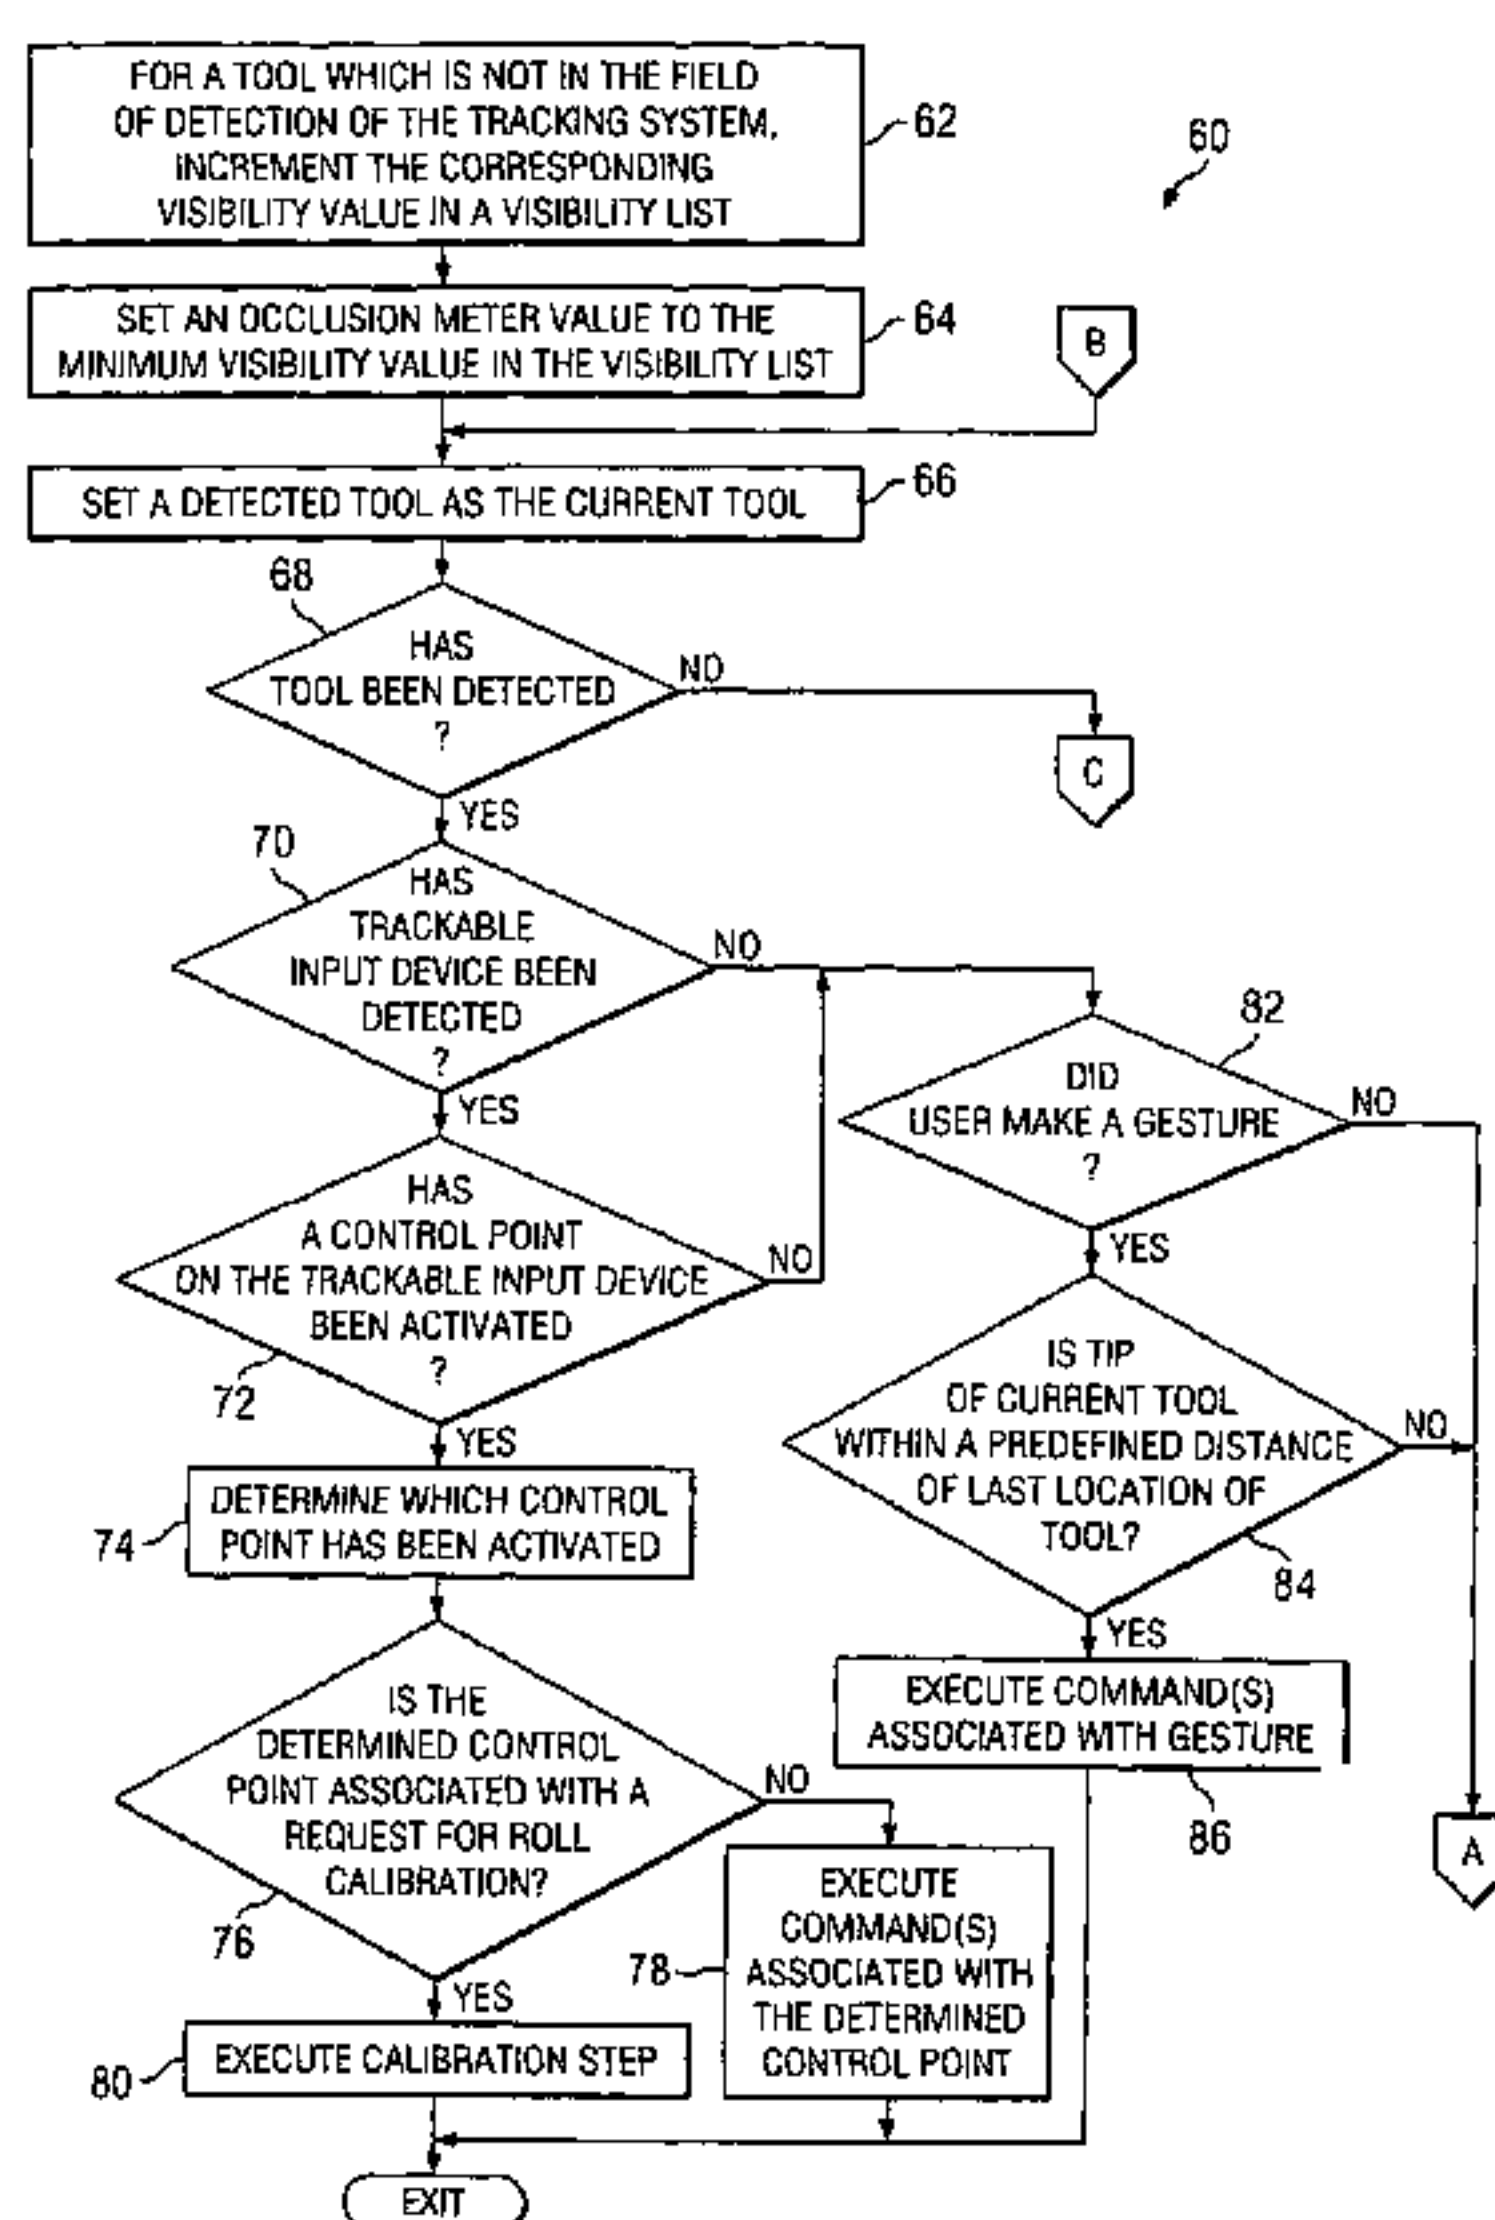 FOR A TOOL WHICH IS NOT IN THE FIELD
OF DETECTION OF THE TRACKING SYSTEM,
INCREMENT THE CORRESPONDING
VISIBILITY VALUE IN A VISIBILITY LIST
62
60
SET AN OCCLUSION METER VALUE TO THE
MINIMUM VISIBILITY VALUE IN THE VISIBILITY LIST
64
B
SET A DETECTED TOOL AS THE CURRENT TOOL
66
68
HAS
TOOL BEEN DETECTED
?
NO
C
YES
70
HAS
TRACKABLE
INPUT DEVICE BEEN
DETECTED
?
NO
YES
HAS
A CONTROL POINT
ON THE TRACKABLE INPUT DEVICE
BEEN ACTIVATED
?
NO
72
YES
82
DID
USER MAKE A GESTURE
?
NO
YES
IS TIP
OF CURRENT TOOL
WITHIN A PREDEFINED DISTANCE
OF LAST LOCATION OF
TOOL?
NO
84
YES
74
DETERMINE WHICH CONTROL
POINT HAS BEEN ACTIVATED
EXECUTE COMMAND(S)
ASSOCIATED WITH GESTURE
86
A
IS THE
DETERMINED CONTROL
POINT ASSOCIATED WITH A
REQUEST FOR ROLL
CALIBRATION?
NO
76
YES
78
EXECUTE
COMMAND(S)
ASSOCIATED WITH
THE DETERMINED
CONTROL POINT
80
EXECUTE CALIBRATION STEP
EXIT